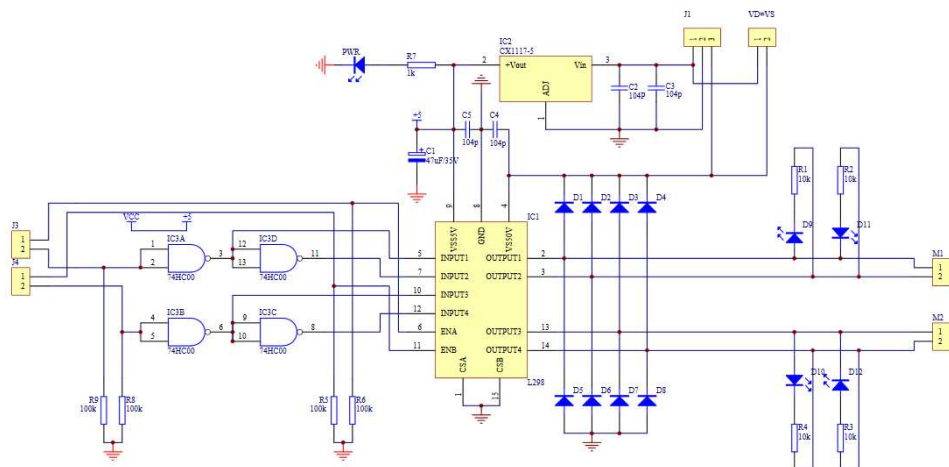 J1
VD=VS
1
2
3
1
2
PWR
R7
1k
IC2
CX1117-5
2
+Vout
Vin
3
ADJ
1
C2
104P
C3
104p
+5
C5
104p
C4
104p
C1
+
47uF/35V
9
8
4
IC1
VSS5V
GND
VS50V
D1
D2
D3
D4
R1
10k
R2
10k
D9
D11
J3
1
2
J4
1
2
VCC
+5
IC3A
1
2
3
74HC00
IC3D
12
13
11
74HC00
IC3B
4
5
6
74HC00
IC3C
9
10
8
74HC00
5
INPUT1
7
INPUT2
10
INPUT3
12
INPUT4
6
ENA
11
ENB
OUTPUT1
2
OUTPUT2
3
OUTPUT3
13
OUTPUT4
14
CSA
CSB
1
15
L298
M1
1
2
M2
1
2
D5
D6
D7
D8
D10
D12
R4
10k
R3
10k
R9
100k
R8
100k
R5
100k
R6
100k